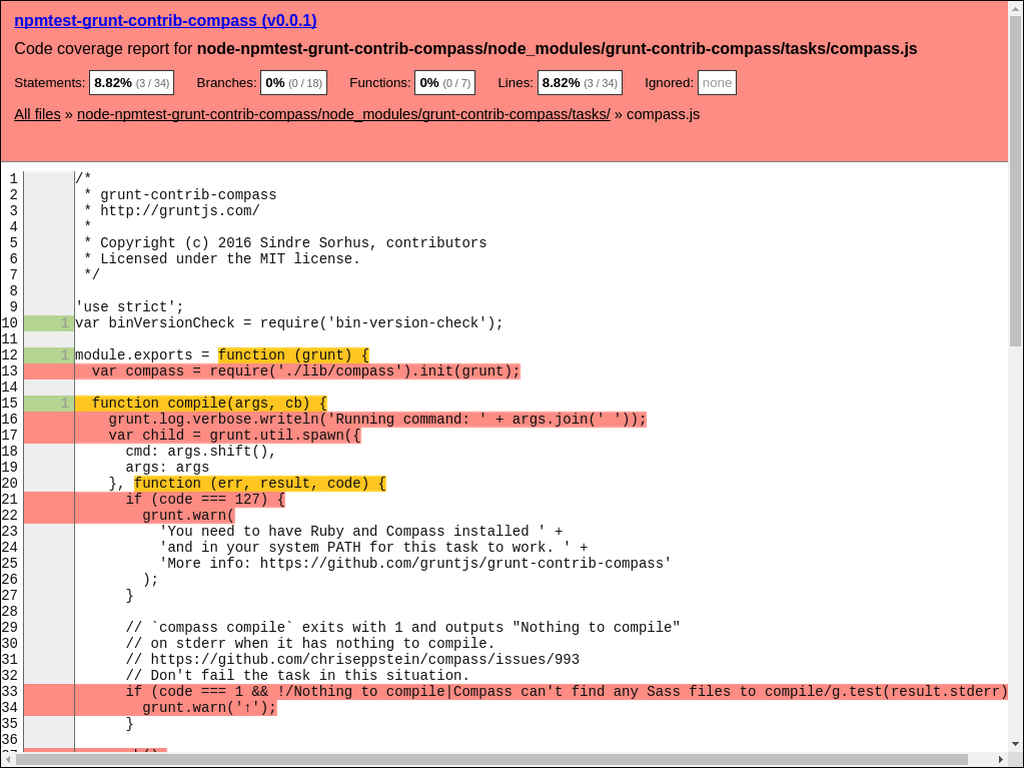 npmtest-grunt-contrib-compass (v0.0.1)
Code coverage report for node-npmtest-grunt-contrib-compass/node_modules/grunt-contrib-compass/tasks/compass.js
Statements: 8.82% (3 / 34) Branches: 0% (0 / 18) Functions: 0% (0 / 7) Lines: 8.82% (3 / 34) Ignored: none
All files » node-npmtest-grunt-contrib-compass/node_modules/grunt-contrib-compass/tasks/ » compass.js
1 /*
2  * grunt-contrib-compass
3  * http://gruntjs.com/
4  *
5  * Copyright (c) 2016 Sindre Sorhus, contributors
6  * Licensed under the MIT license.
7  */
8
9 'use strict';
10 1 var binVersionCheck = require('bin-version-check');
11
12 1 module.exports = function (grunt) {
13   var compass = require('./lib/compass').init(grunt);
14
15 1   function compile(args, cb) {
16     grunt.log.verbose.writeln('Running command: ' + args.join(' '));
17     var child = grunt.util.spawn({
18       cmd: args.shift(),
19       args: args
20     }, function (err, result, code) {
21       if (code === 127) {
22         grunt.warn(
23           'You need to have Ruby and Compass installed ' +
24           'and in your system PATH for this task to work. ' +
25           'More info: https://github.com/gruntjs/grunt-contrib-compass'
26         );
27       }
28
29       // `compass compile` exits with 1 and outputs "Nothing to compile"
30       // on stderr when it has nothing to compile.
31       // https://github.com/chriseppstein/compass/issues/993
32       // Don't fail the task in this situation.
33       if (code === 1 && !/Nothing to compile|Compass can't find any Sass files to compile/g.test(result.stderr)
34         grunt.warn('↑');
35       }
36